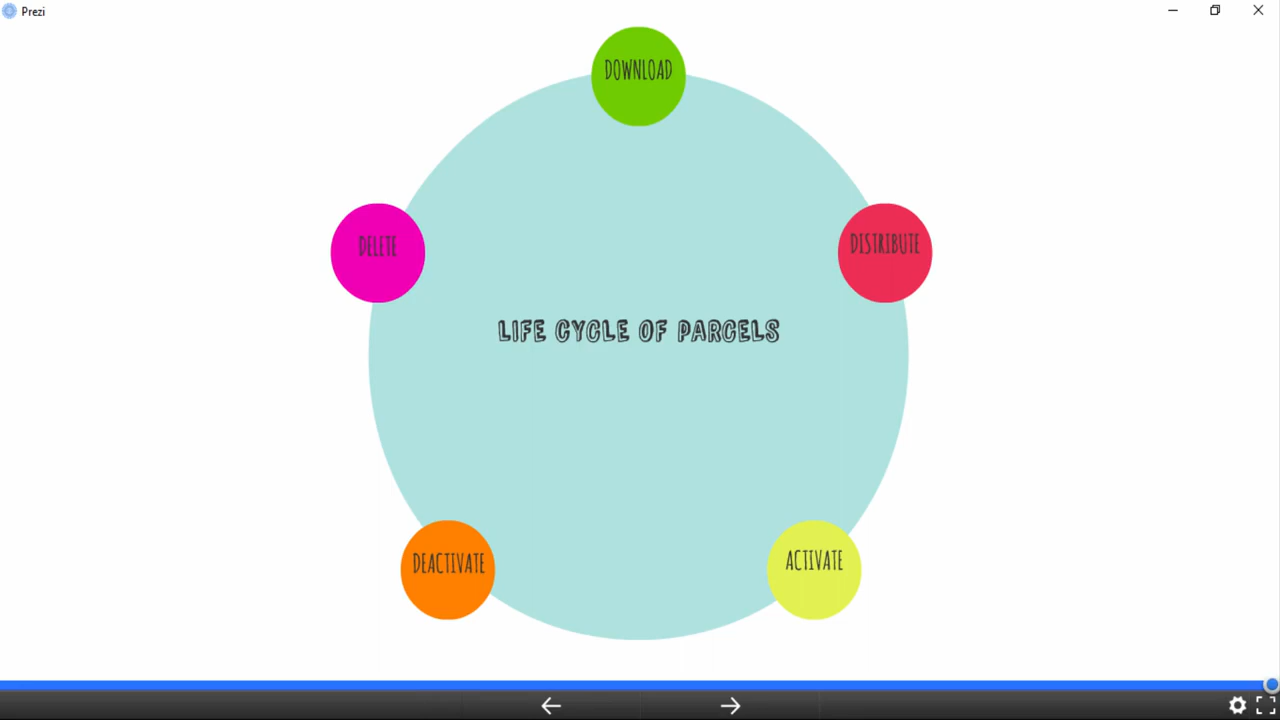 Prezi
DOWNLOAD
DELETE
DISTRIBUTE
LIFE CYCLE OF PARCELS
DEACTIVATE
ACTIVATE